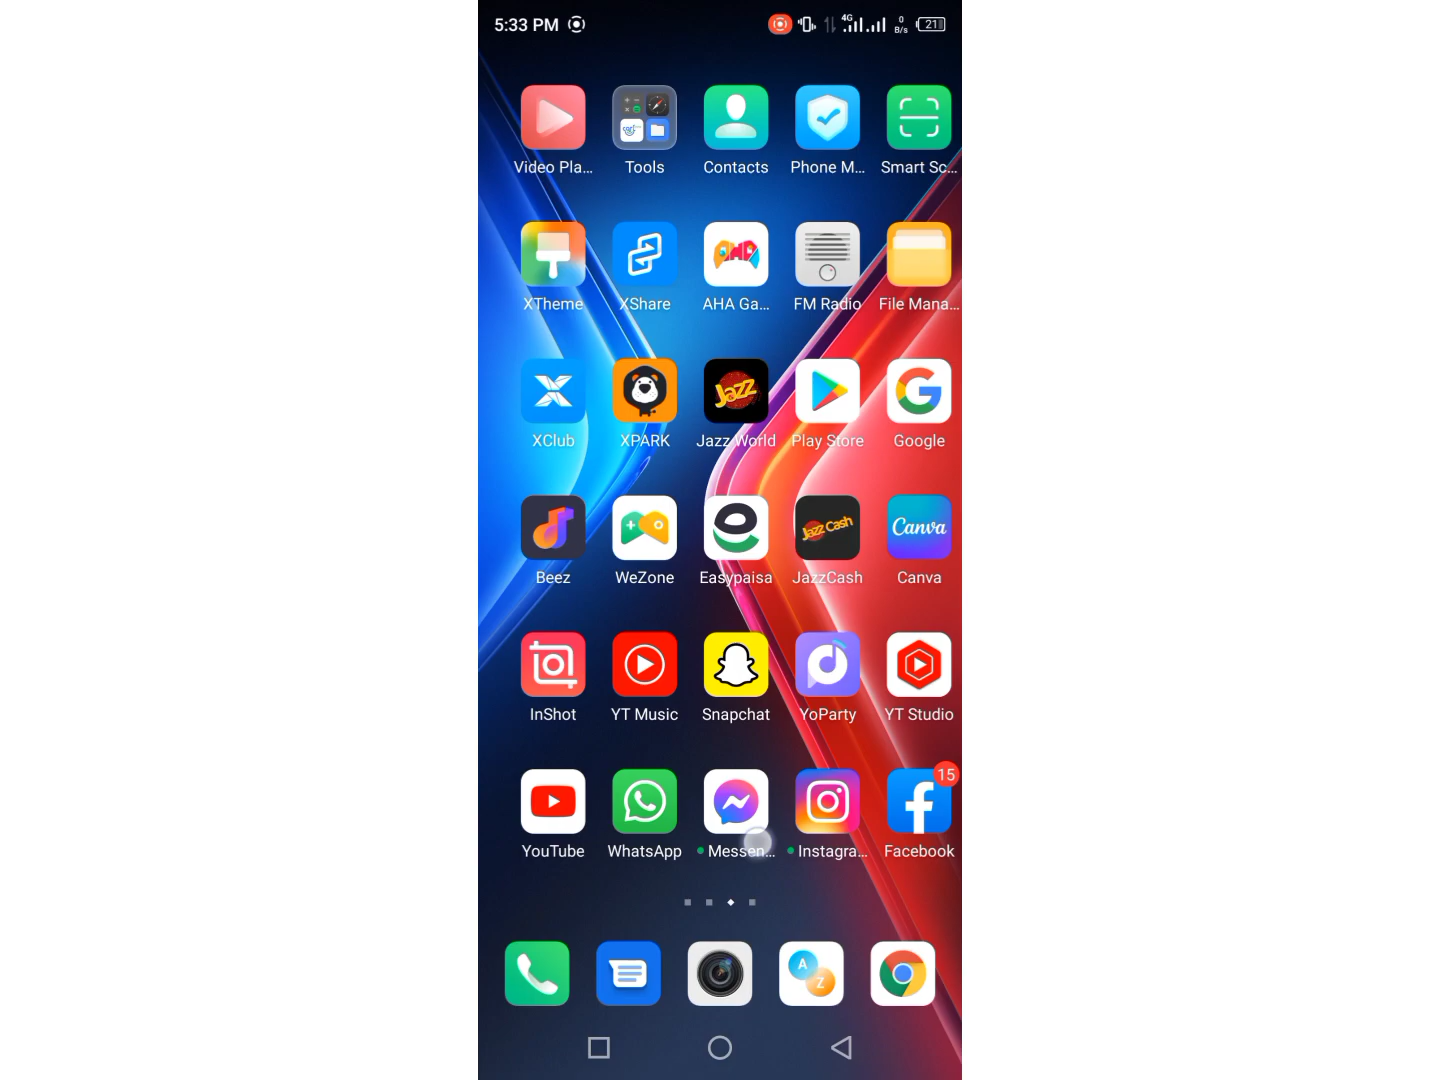 5:33 PM
4G
0
B/s
21
Video Pla...
Tools
Contacts
Phone M...
Smart Sc...
XTheme
XShare
AHA Ga...
FM Radio
File Mana...
Jazz
XClub
XPARK
Jazz World
Play Store
Google
Jazz Cash
Canva
Beez
WeZone
Easypaisa
JazzCash
Canva
InShot
YT Music
Snapchat
YoParty
YT Studio
15
YouTube
WhatsApp
Messen...
Instagra...
Facebook
A
Z